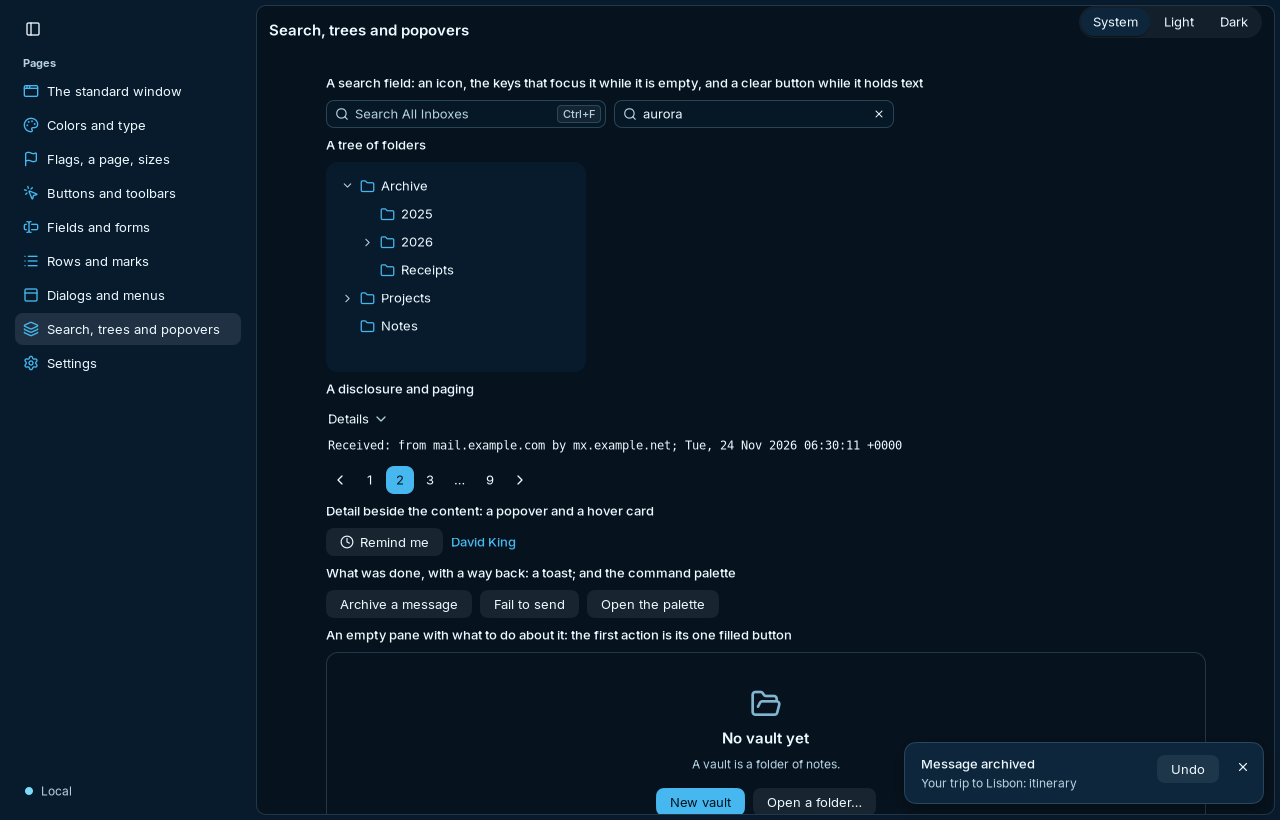 Search, trees and popovers
System Light Dark
Pages
The standard window
Colors and type
Flags, a page, sizes
Buttons and toolbars
Fields and forms
Rows and marks
Dialogs and menus
Search, trees and popovers
Settings
Local
A search field: an icon, the keys that focus it while it is empty, and a clear button while it holds text
Search All Inboxes Ctrl+F aurora
A tree of folders
Archive
2025
2026
Receipts
Projects
Notes
A disclosure and paging
Details
Received: from mail.example.com by mx.example.net; Tue, 24 Nov 2026 06:30:11 +0000
1 2 3 … 9
Detail beside the content: a popover and a hover card
Remind me David King
What was done, with a way back: a toast; and the command palette
Archive a message Fail to send Open the palette
An empty pane with what to do about it: the first action is its one filled button
No vault yet
A vault is a folder of notes.
New vault Open a folder…
Message archived
Your trip to Lisbon: itinerary
Undo